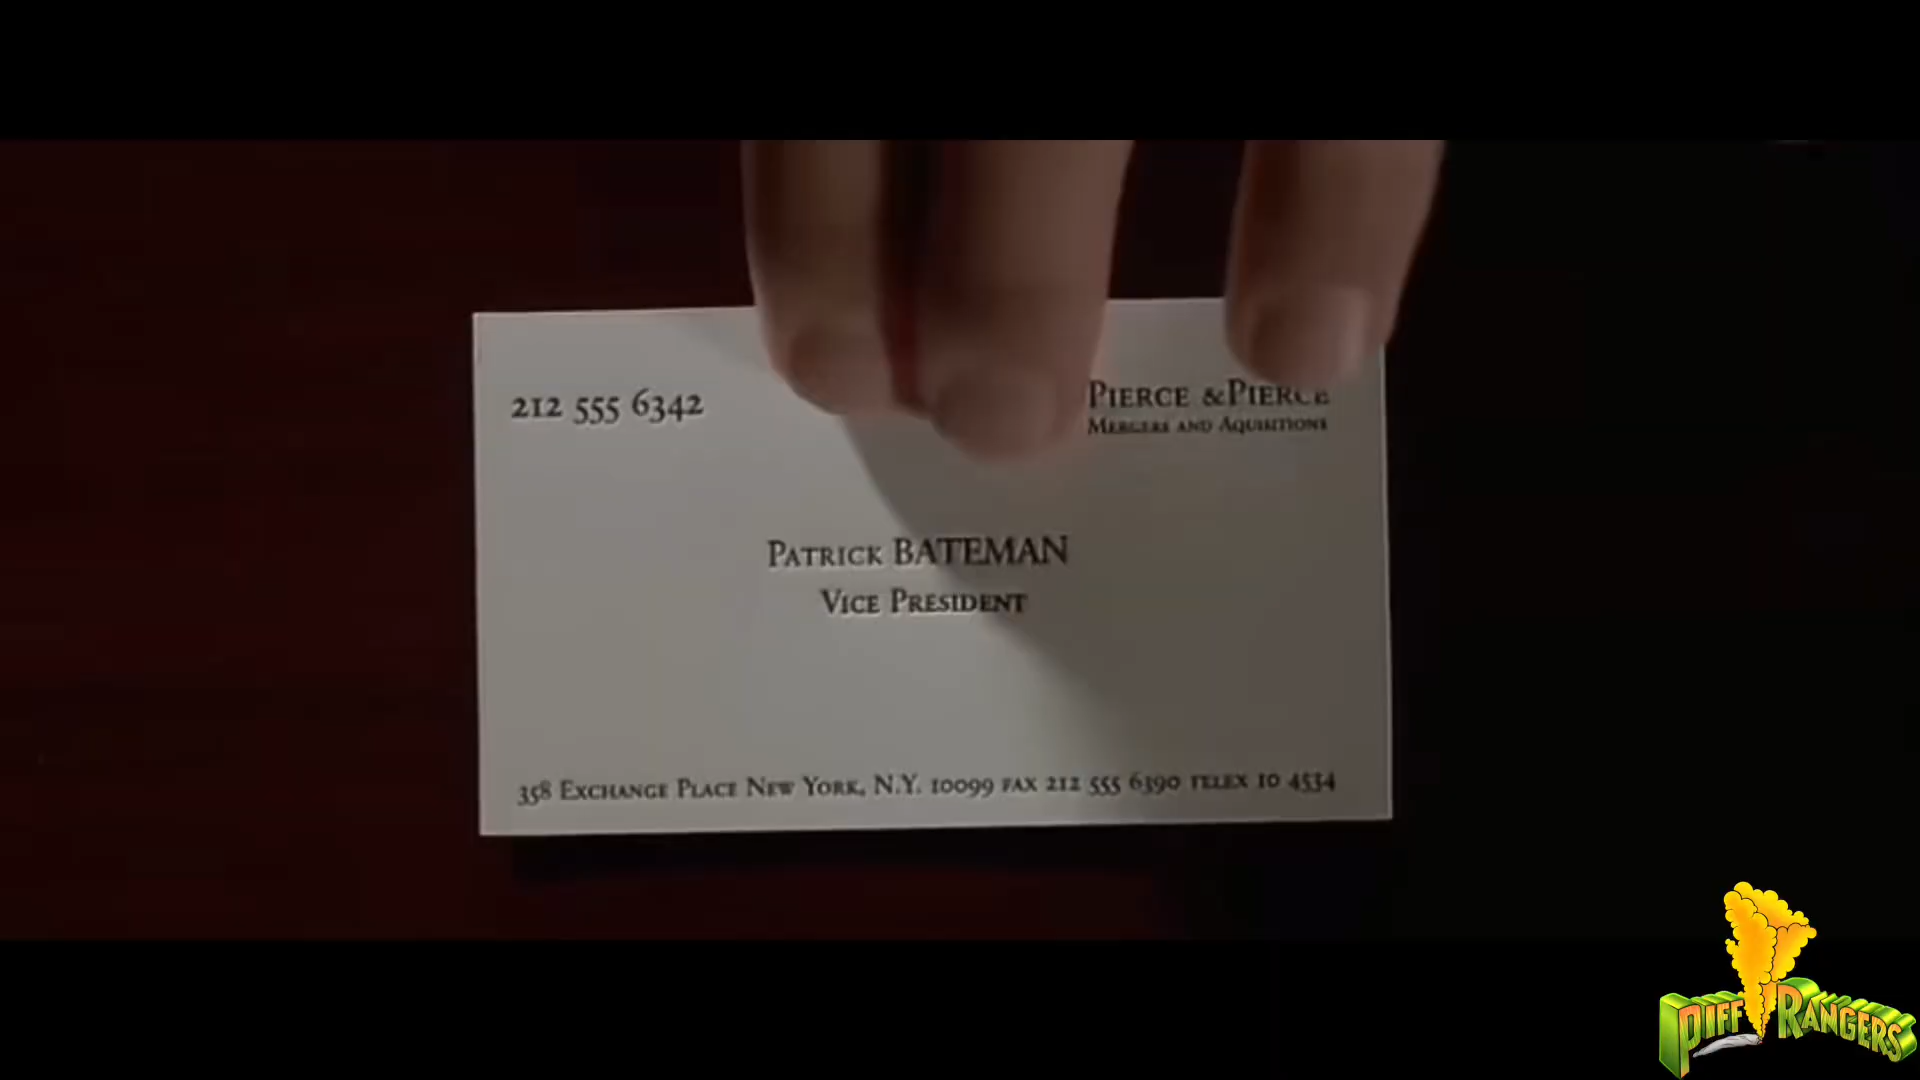 212 555 6342
PIERCE & PIERCE
MERGERS AND AQUISITIONS
PATRICK BATEMAN
VICE PRESIDENT
358 EXCHANGE PLACE NEW YORK, N.Y. 10099 FAX 212 555 6390 TELEX 10 4534
PIFF RANGERS